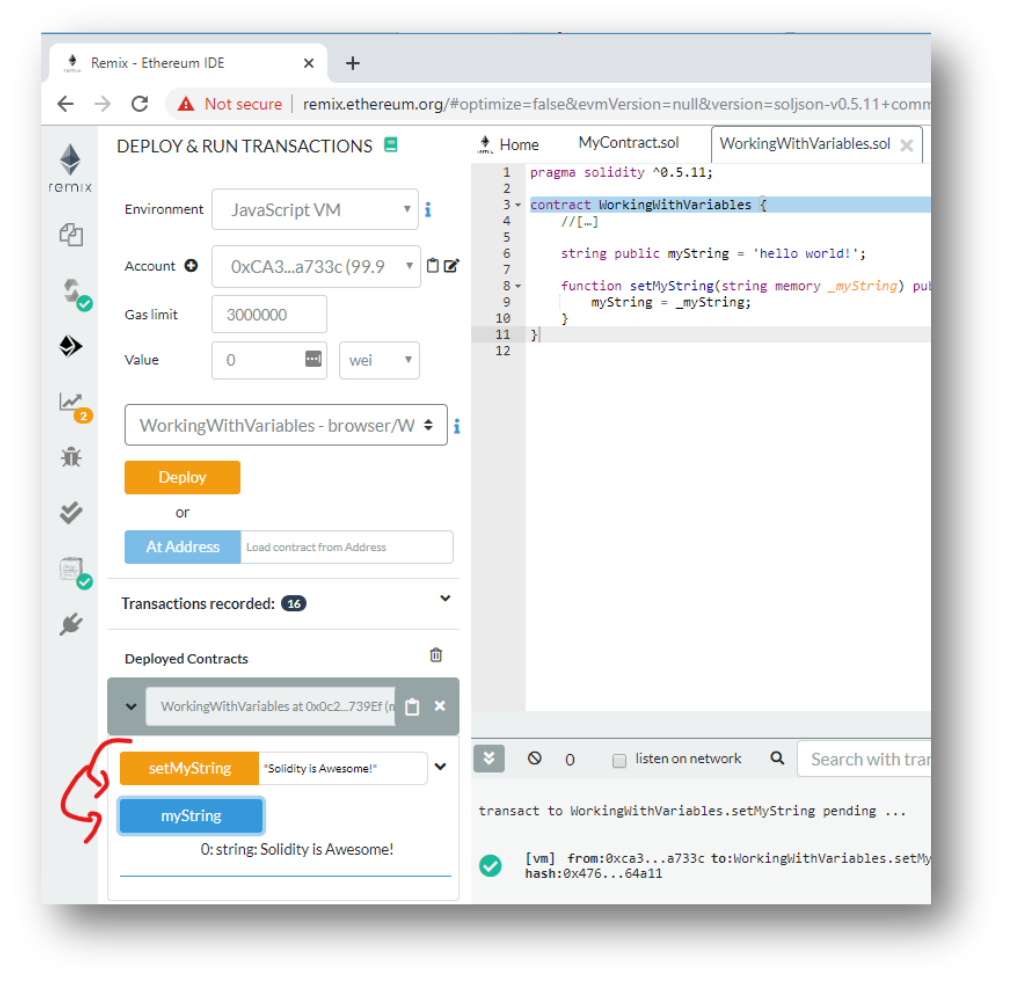 Remix - Ethereum IDE
Not secure | remix.ethereum.org/#optimize=false&evmVersion=null&version=soljson-v0.5.11+comm
remix
2
DEPLOY & RUN TRANSACTIONS
Environment JavaScript VM
Account 0xCA3...a733c (99.9
Gas limit 3000000
Value 0 wei
WorkingWithVariables - browser/W
Deploy
or
At Address Load contract from Address
Transactions recorded: 16
Deployed Contracts
WorkingWithVariables at 0x0c2...739Ef (m
setMyString "Solidity is Awesome!"
myString
0: string: Solidity is Awesome!
Home MyContract.sol WorkingWithVariables.sol
1 pragma solidity ^0.5.11;
2
3 contract WorkingWithVariables {
4 //[…]
5
6 string public myString = 'hello world!';
7
8 function setMyString(string memory _myString) pub
9 myString = _myString;
10 }
11 }
12
0 listen on network Search with tran
transact to WorkingWithVariables.setMyString pending ...
[vm] from:0xca3...a733c to:WorkingWithVariables.setMy
hash:0x476...64a11